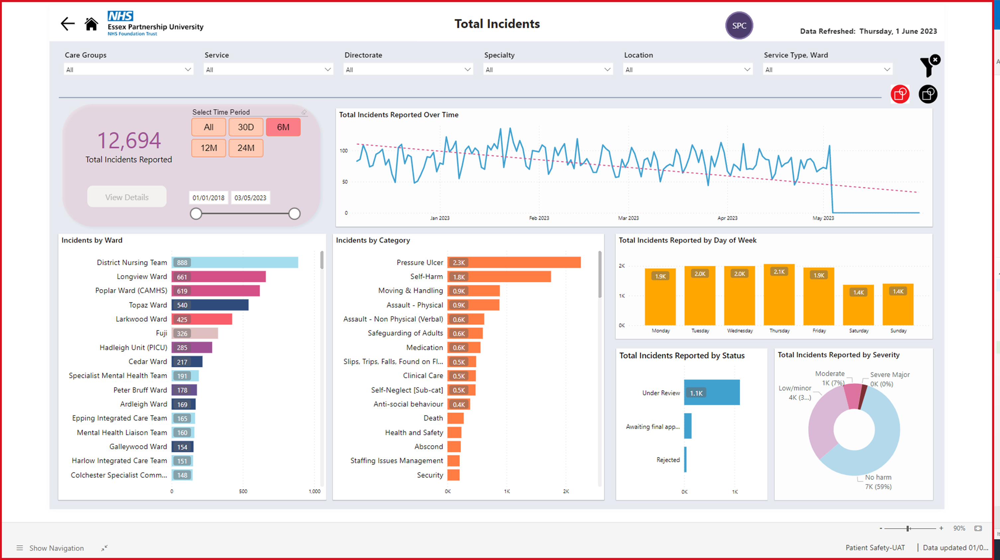 NHS
Essex Partnership University
NHS Foundation Trust
Total Incidents
SPC
Data Refreshed: Thursday, 1 June 2023
Care Groups
Service
Directorate
Specialty
Location
Service Type, Ward
All
All
All
All
All
All
Select Time Period
All
30D
6M
12M
24M
12,694
Total Incidents Reported
View Details
01/01/2018
03/05/2023
Total Incidents Reported Over Time
100
50
0
Jan 2023
Feb 2023
Mar 2023
Apr 2023
May 2023
Incidents by Ward
District Nursing Team 888
Longview Ward 661
Poplar Ward (CAMHS) 619
Topaz Ward 540
Larkwood Ward 425
Fuji 326
Hadleigh Unit (PICU) 285
Cedar Ward 217
Specialist Mental Health Team 191
Peter Bruff Ward 178
Ardleigh Ward 169
Epping Integrated Care Team 165
Mental Health Liaison Team 160
Galleywood Ward 154
Harlow Integrated Care Team 151
Colchester Specialist Comm... 148
0 500 1,000
Incidents by Category
Pressure Ulcer 2.3K
Self-Harm 1.8K
Moving & Handling 0.9K
Assault - Physical 0.9K
Assault - Non Physical (Verbal) 0.6K
Safeguarding of Adults 0.6K
Medication 0.6K
Slips, Trips, Falls, Found on Fl... 0.5K
Clinical Care 0.5K
Self-Neglect [Sub-cat] 0.5K
Anti-social behaviour 0.4K
Death
Health and Safety
Abscond
Staffing Issues Management
Security
0K 1K 2K
Total Incidents Reported by Day of Week
2K
1K
0K
1.9K 2.0K 2.0K 2.1K 1.9K 1.4K 1.4K
Monday Tuesday Wednesday Thursday Friday Saturday Sunday
Total Incidents Reported by Status
Under Review 1.1K
Awaiting final app...
Rejected
0K 1K
Total Incidents Reported by Severity
Moderate
1K (7%)
Severe Major
0K (0%)
Low/minor
4K (3...)
No harm
7K (59%)
- + 90%
Show Navigation
Patient Safety-UAT | Data updated 01/0...